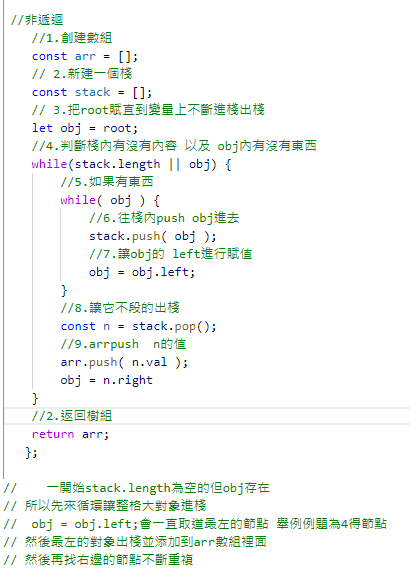 //非遞迴
//1.創建數組
const arr = [];
// 2.新建一個棧
const stack = [];
// 3.把root賦直到變量上不斷進棧出棧
let obj = root;
//4.判斷棧內有沒有內容 以及 obj內有沒有東西
while(stack.length || obj) {
//5.如果有東西
while( obj ) {
//6.往棧內push obj進去
stack.push( obj );
//7.讓obj的 left進行賦值
obj = obj.left;
}
//8.讓它不段的出棧
const n = stack.pop();
//9.arrpush  n的值
arr.push( n.val );
obj = n.right
}
//2.返回樹組
return arr;
};
//    一開始stack.length為空的但obj存在
// 所以先來循環讓整格大對象進棧
//  obj = obj.left;會一直取道最左的節點 舉例例題為4得節點
// 然後最左的對象出棧並添加到arr數組裡面
// 然後再找右邊的節點不斷重複